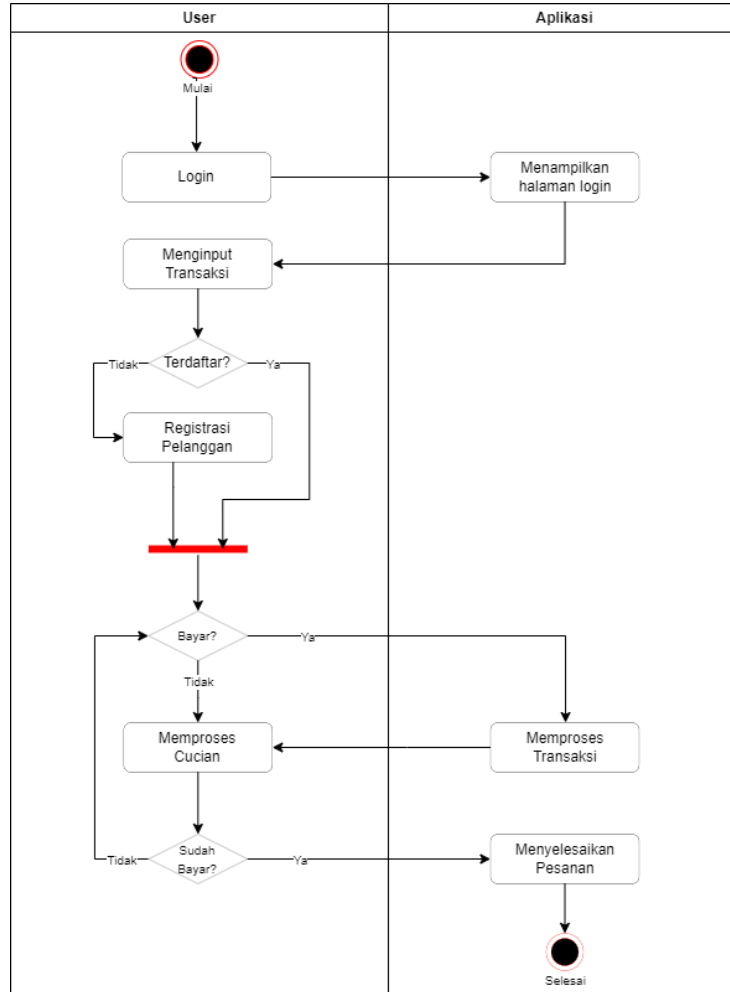 User
Aplikasi
Mulai
Login
Menampilkan
halaman login
Menginput
Transaksi
Tidak
Terdaftar?
Ya
Registrasi
Pelanggan
Bayar?
Ya
Tidak
Memproses
Cucian
Memproses
Transaksi
Tidak
Sudah
Bayar?
Ya
Menyelesaikan
Pesanan
Selesai